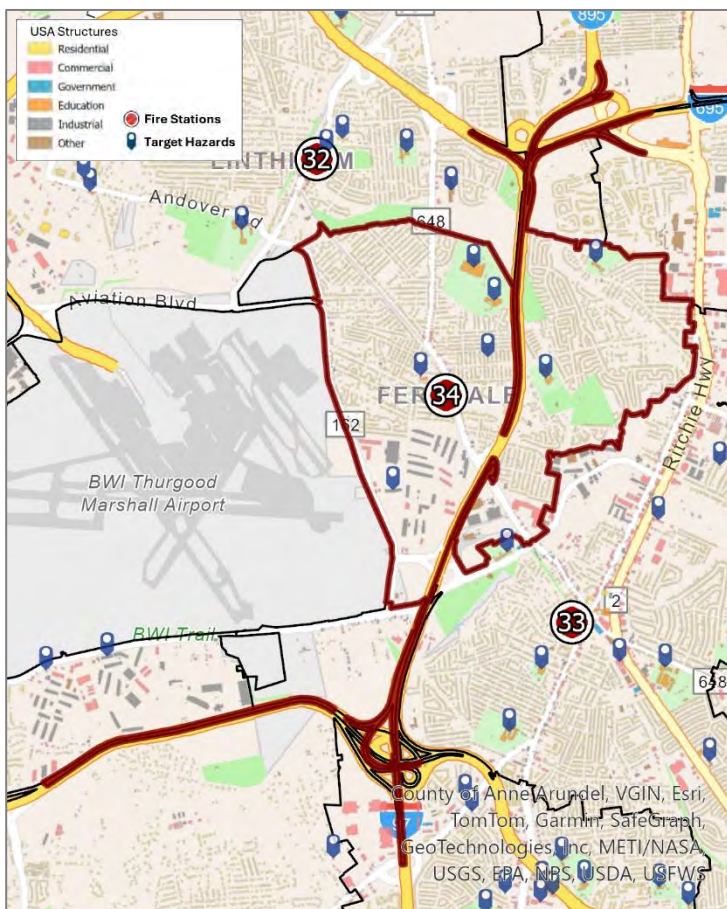 USA Structures
Residential
Commercial
Government
Education
Industrial
Other
Fire Stations
Target Hazards
895
695
32
LINTHICUM
Andover Rd
648
Aviation Blvd
34
FERNDALE
162
Ritchie Hwy
BWI Thurgood
Marshall Airport
2
33
BWI Trail
648
97
County of Anne Arundel, VGIN, Esri,
TomTom, Garmin, SafeGraph,
GeoTechnologies, Inc, METI/NASA,
USGS, EPA, NPS, USDA, USFWS